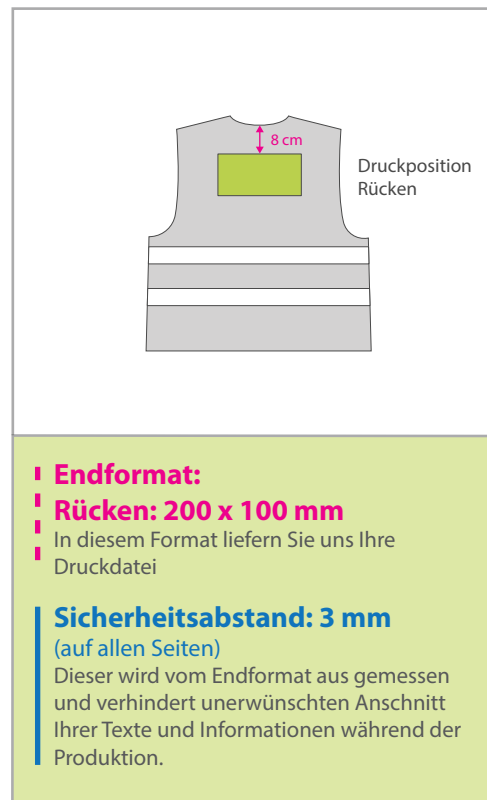 8 cm
Druckposition
Rücken
Endformat:
Rücken: 200 x 100 mm
In diesem Format liefern Sie uns Ihre
Druckdatei
Sicherheitsabstand: 3 mm
(auf allen Seiten)
Dieser wird vom Endformat aus gemessen
und verhindert unerwünschten Anschnitt
Ihrer Texte und Informationen während der
Produktion.